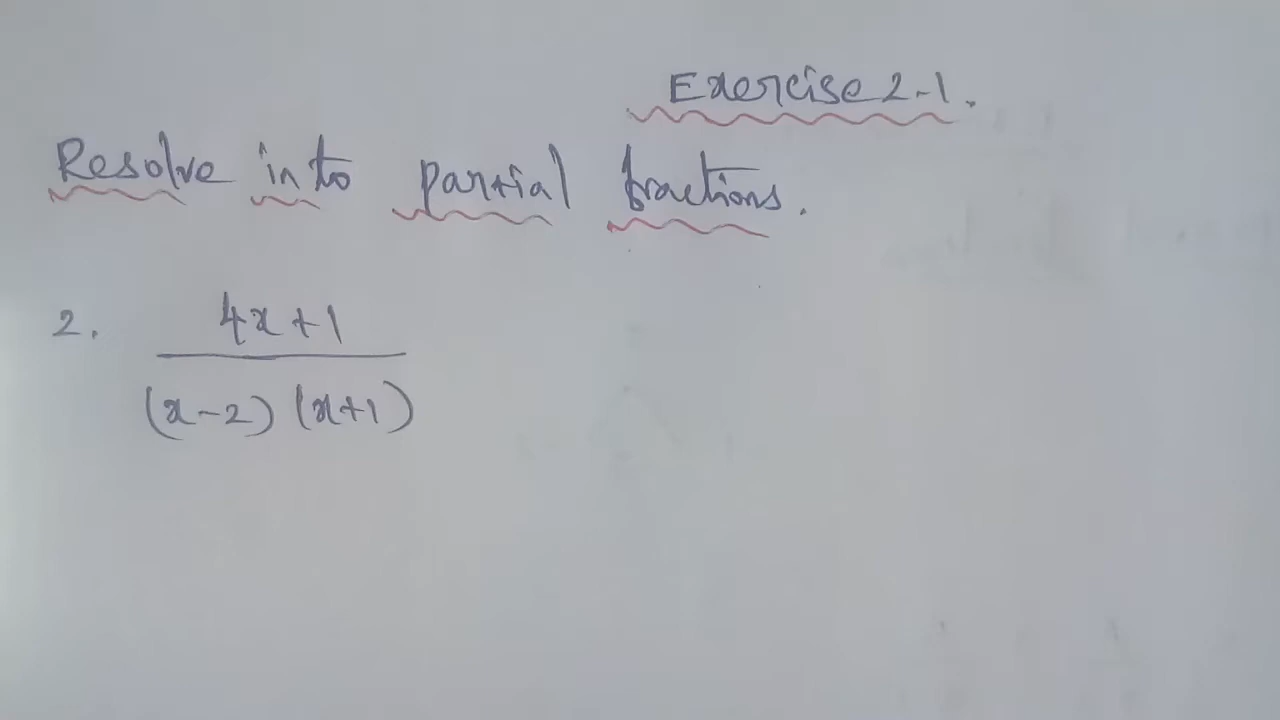 Exercise 2-1.
Resolve into partial fractions.
2. 4x+1
(x-2) (x+1)